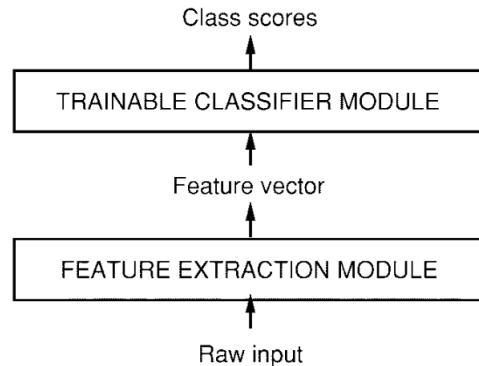 Class scores
TRAINABLE CLASSIFIER MODULE
Feature vector
FEATURE EXTRACTION MODULE
Raw input